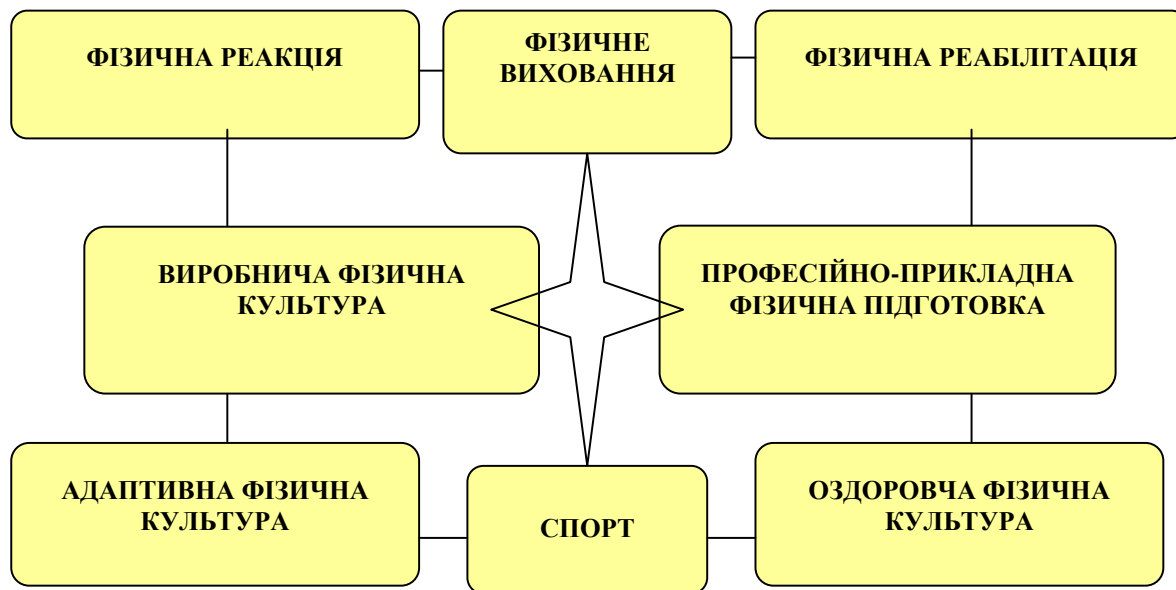 ФІЗИЧНА РЕАКЦІЯ
ФІЗИЧНЕ
ВИХОВАННЯ
ФІЗИЧНА РЕАБІЛІТАЦІЯ
ВИРОБНИЧА ФІЗИЧНА
КУЛЬТУРА
ПРОФЕСІЙНО-ПРИКЛАДНА
ФІЗИЧНА ПІДГОТОВКА
АДАПТИВНА ФІЗИЧНА
КУЛЬТУРА
СПОРТ
ОЗДОРОВЧА ФІЗИЧНА
КУЛЬТУРА